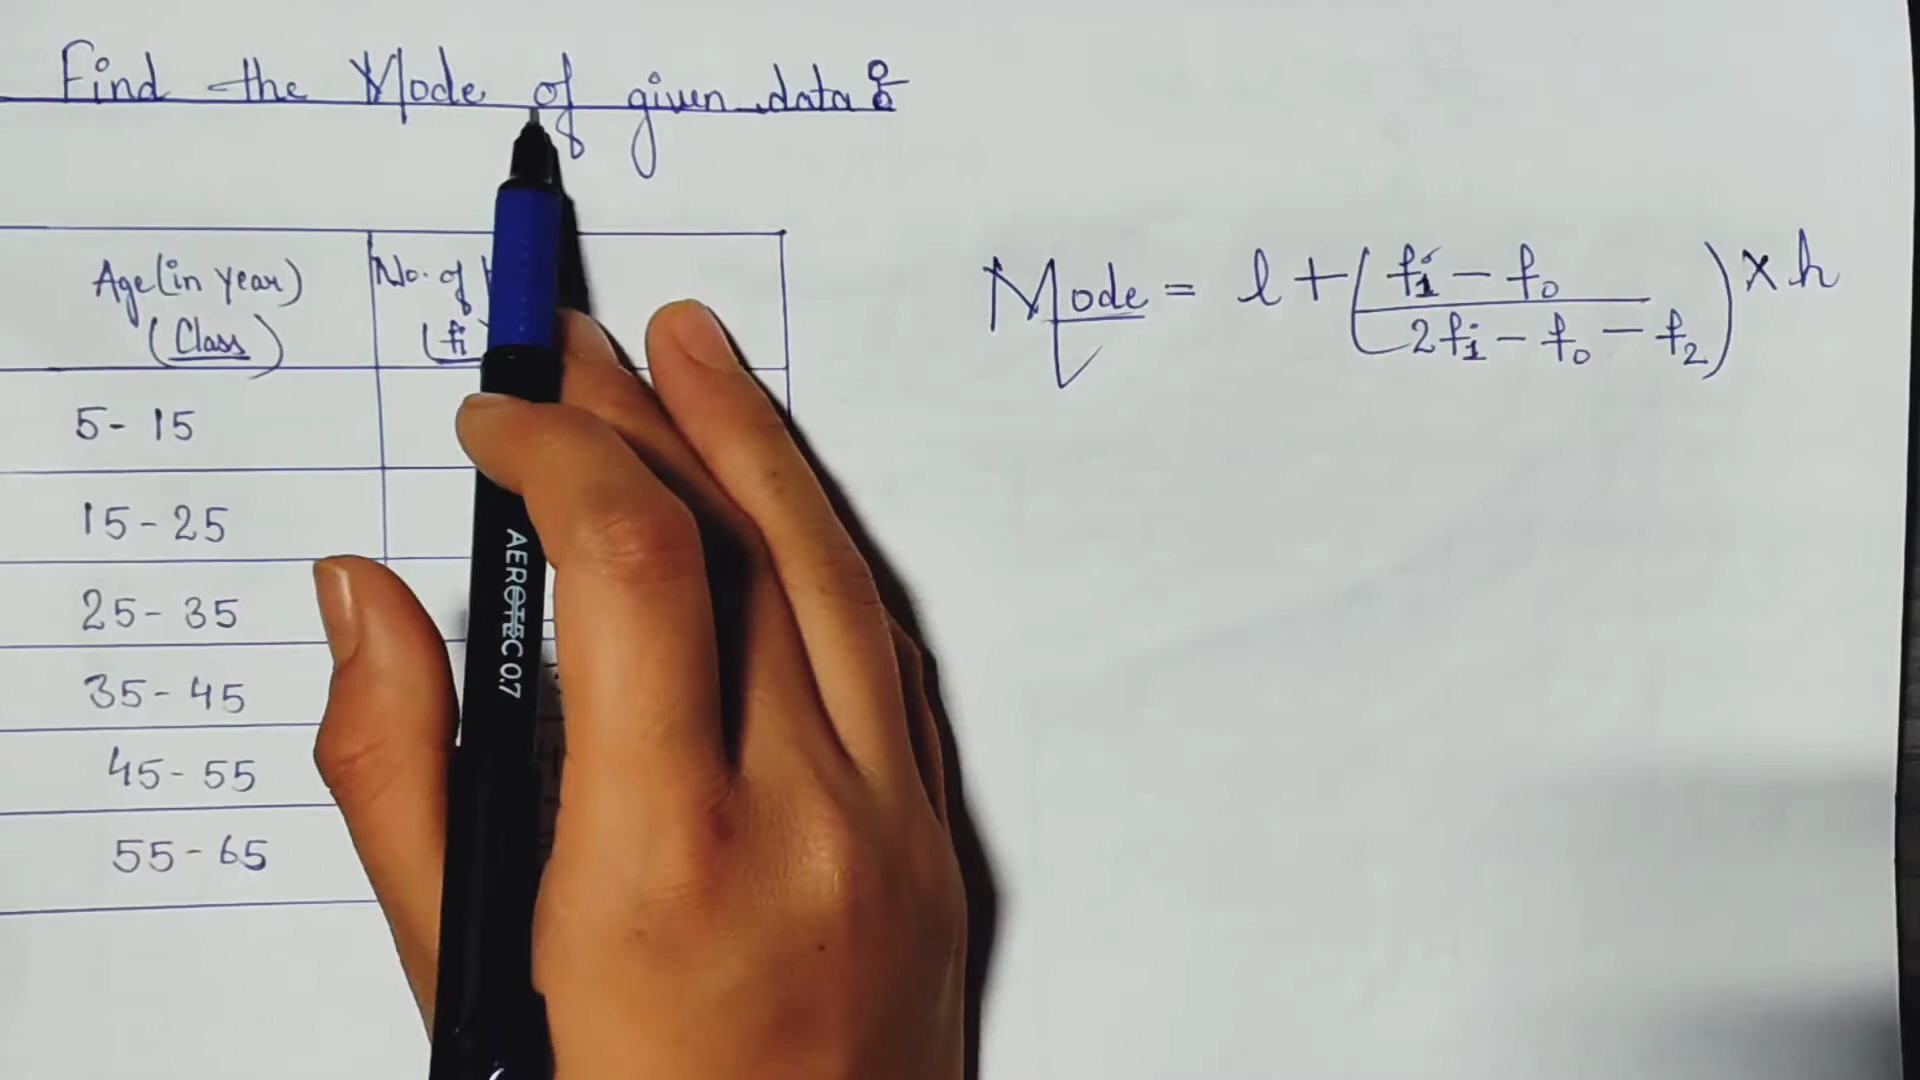 Find the Mode of given data:
Age (in year)
(Class)
No. of
(fi
5- 15
15-25
25- 35
35-45
45-55
55-65
Mode = l + ( f1 - f0 / 2f1 - f0 - f2 ) × h
AEROTEC 0.7